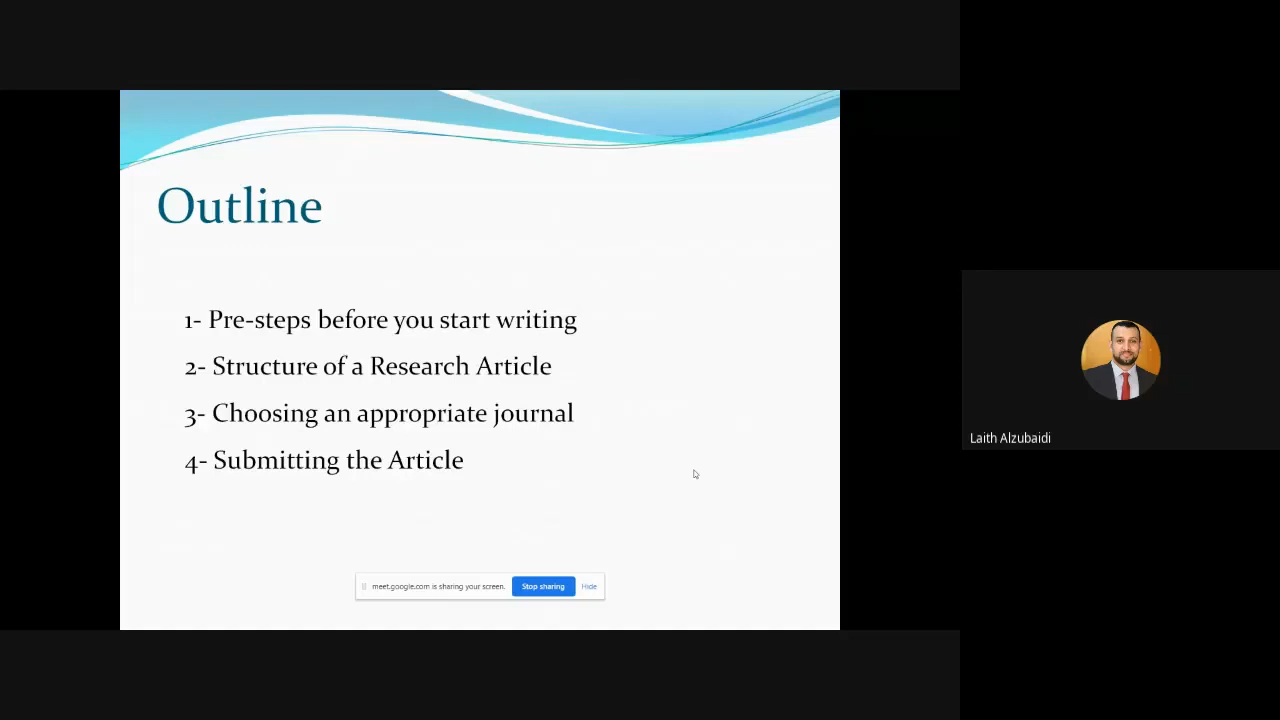 Outline
1- Pre-steps before you start writing
2- Structure of a Research Article
3- Choosing an appropriate journal
4- Submitting the Article
meet.google.com is sharing your screen. Stop sharing Hide
Laith Alzubaidi